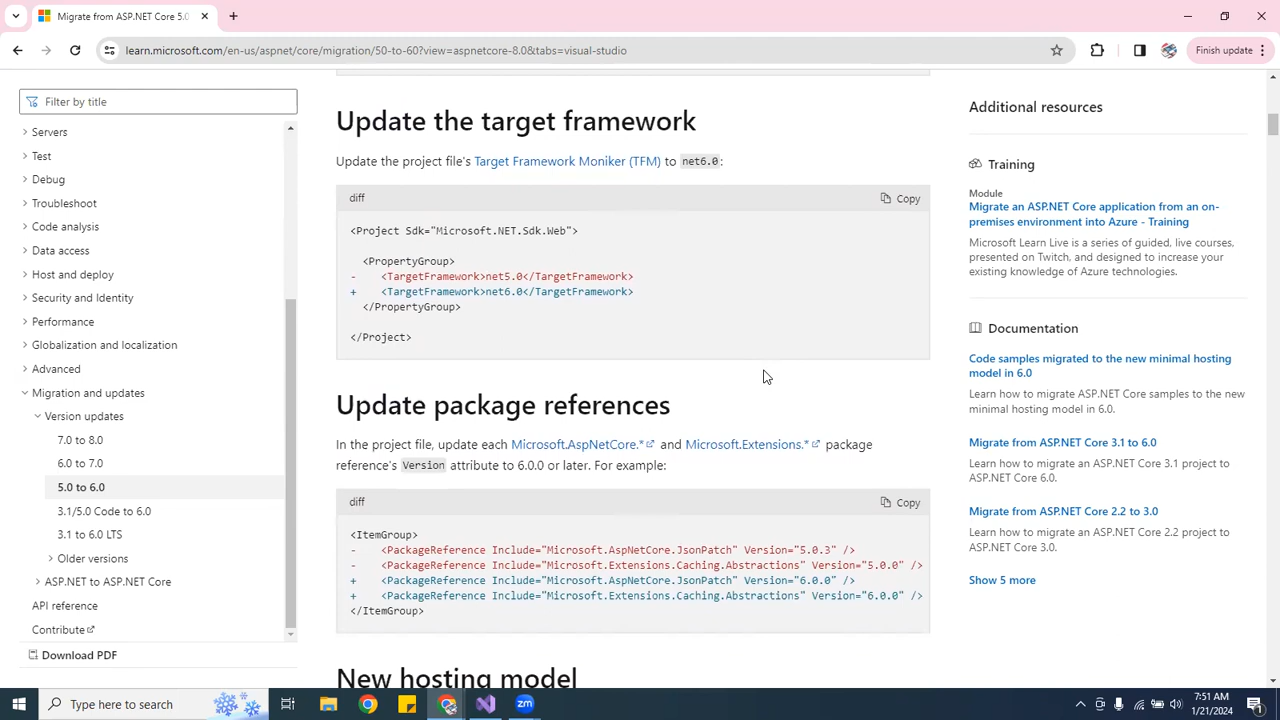 Migrate from ASP.NET Core 5.0
learn.microsoft.com/en-us/aspnet/core/migration/50-to-60?view=aspnetcore-8.0&tabs=visual-studio
Finish update
Filter by title
Servers
Test
Debug
Troubleshoot
Code analysis
Data access
Host and deploy
Security and Identity
Performance
Globalization and localization
Advanced
Migration and updates
Version updates
7.0 to 8.0
6.0 to 7.0
5.0 to 6.0
3.1/5.0 Code to 6.0
3.1 to 6.0 LTS
Older versions
ASP.NET to ASP.NET Core
API reference
Contribute
Download PDF
Update the target framework
Update the project file's Target Framework Moniker (TFM) to net6.0:
diff
Copy
<Project Sdk="Microsoft.NET.Sdk.Web">
<PropertyGroup>
- <TargetFramework>net5.0</TargetFramework>
+ <TargetFramework>net6.0</TargetFramework>
</PropertyGroup>
</Project>
Update package references
In the project file, update each Microsoft.AspNetCore.* and Microsoft.Extensions.* package
reference's Version attribute to 6.0.0 or later. For example:
diff
Copy
<ItemGroup>
- <PackageReference Include="Microsoft.AspNetCore.JsonPatch" Version="5.0.3" />
- <PackageReference Include="Microsoft.Extensions.Caching.Abstractions" Version="5.0.0" />
+ <PackageReference Include="Microsoft.AspNetCore.JsonPatch" Version="6.0.0" />
+ <PackageReference Include="Microsoft.Extensions.Caching.Abstractions" Version="6.0.0" />
</ItemGroup>
New hosting model
Additional resources
Training
Module
Migrate an ASP.NET Core application from an on-
premises environment into Azure - Training
Microsoft Learn Live is a series of guided, live courses,
presented on Twitch, and designed to increase your
existing knowledge of Azure technologies.
Documentation
Code samples migrated to the new minimal hosting
model in 6.0
Learn how to migrate ASP.NET Core samples to the new
minimal hosting model in 6.0.
Migrate from ASP.NET Core 3.1 to 6.0
Learn how to migrate an ASP.NET Core 3.1 project to
ASP.NET Core 6.0.
Migrate from ASP.NET Core 2.2 to 3.0
Learn how to migrate an ASP.NET Core 2.2 project to
ASP.NET Core 3.0.
Show 5 more
Type here to search
zm
7:51 AM
1/21/2024